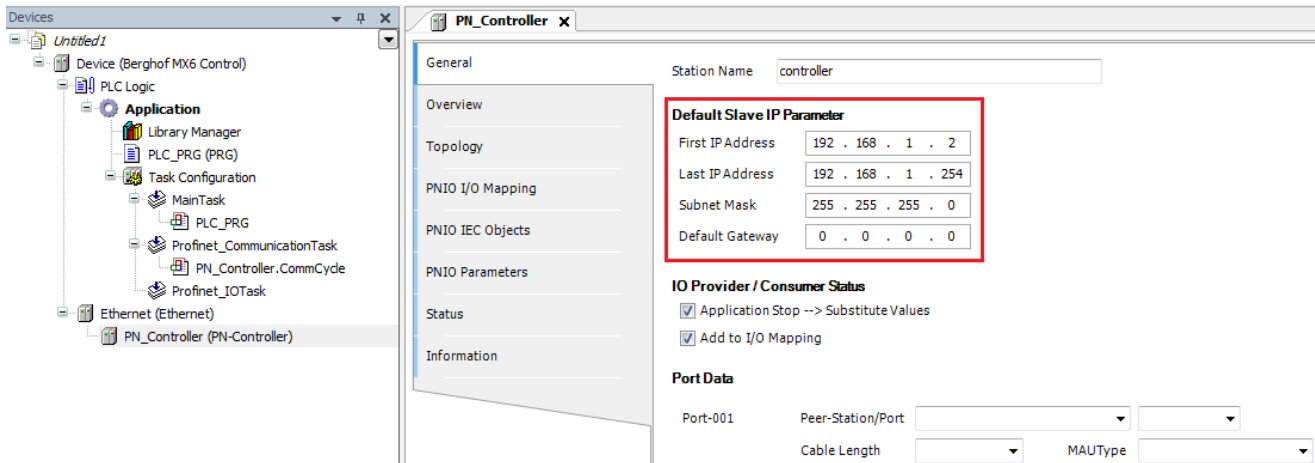 Devices
Untitled1
Device (Berghof MX6 Control)
PLC Logic
Application
Library Manager
PLC_PRG (PRG)
Task Configuration
MainTask
PLC_PRG
Profinet_CommunicationTask
PN_Controller.CommCycle
Profinet_IOTask
Ethernet (Ethernet)
PN_Controller (PN-Controller)
PN_Controller
General
Overview
Topology
PNIO I/O Mapping
PNIO IEC Objects
PNIO Parameters
Status
Information
Station Name controller
Default Slave IP Parameter
First IP Address 192 . 168 . 1 . 2
Last IP Address 192 . 168 . 1 . 254
Subnet Mask 255 . 255 . 255 . 0
Default Gateway 0 . 0 . 0 . 0
IO Provider / Consumer Status
Application Stop --> Substitute Values
Add to I/O Mapping
Port Data
Port-001 Peer-Station/Port
Cable Length MAUType